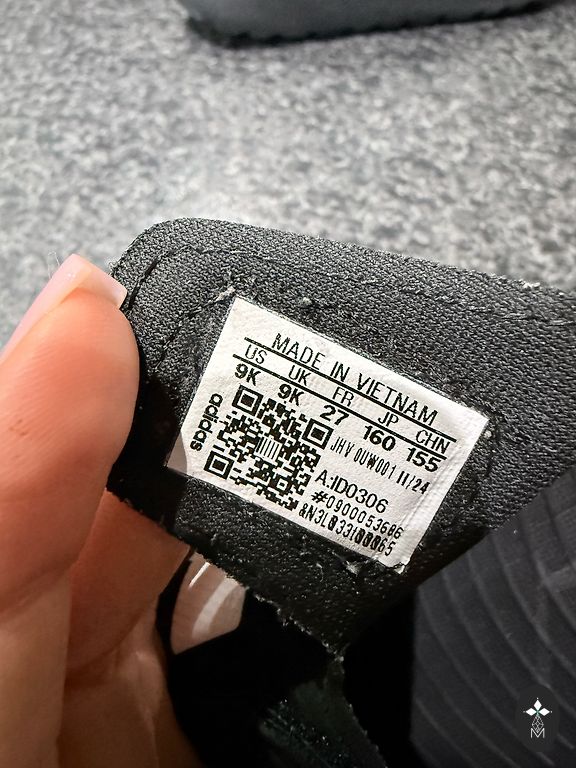 MADE IN VIETNAM
US UK FR JP CHN
9K 9K 27 160 155
adidas
JHV 0UW001 11/24
A:ID0306
#0900053686
M